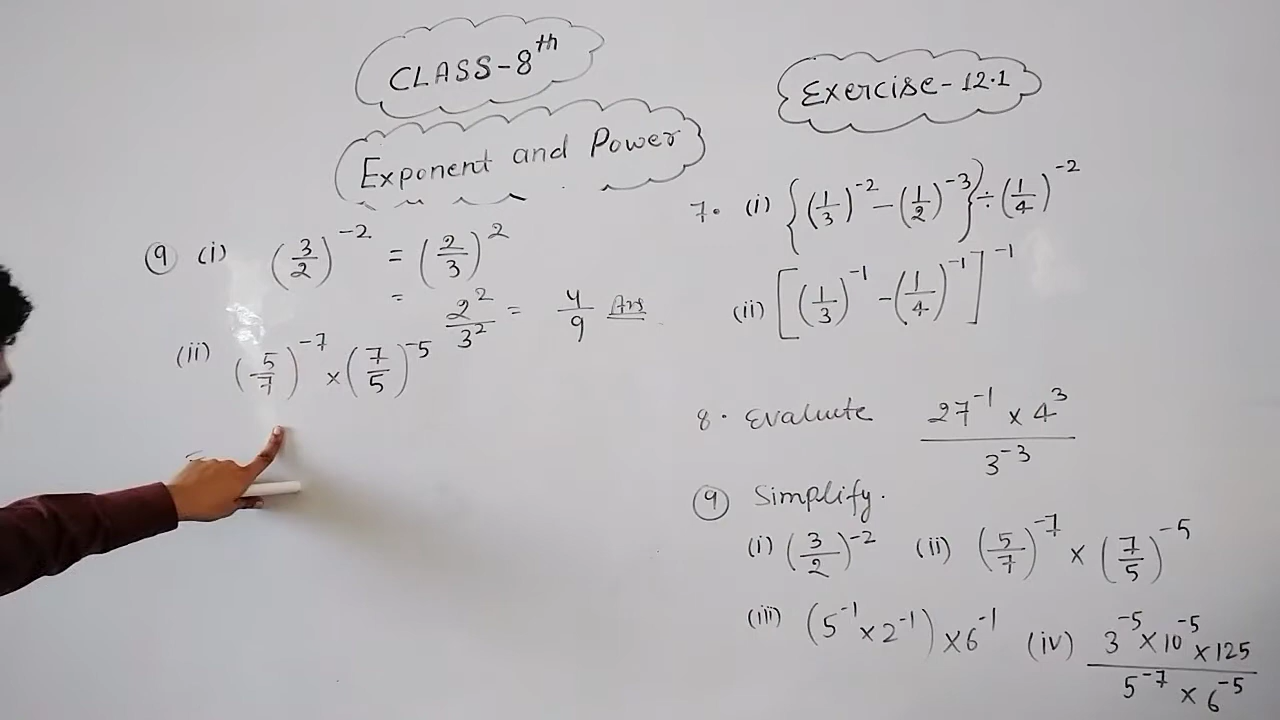 CLASS-8th
Exponent and Power
⑨ (i) (3/2)^-2 = (2/3)^2
= 2^2/3^2 = 4/9 Ans
(ii) (5/7)^-7 × (7/5)^-5
Exercise-12.1
7. (i) {(1/3)^-2 − (1/2)^-3} ÷ (1/4)^-2
(ii) [(1/3)^-1 − (1/4)^-1]^-1
8. Evaluate 27^-1 × 4^3 / 3^-3
⑨ Simplify.
(i) (3/2)^-2 (ii) (5/7)^-7 × (7/5)^-5
(iii) (5^-1 × 2^-1) × 6^-1 (iv) 3^-5 × 10^-5 × 125 / 5^-7 × 6^-5